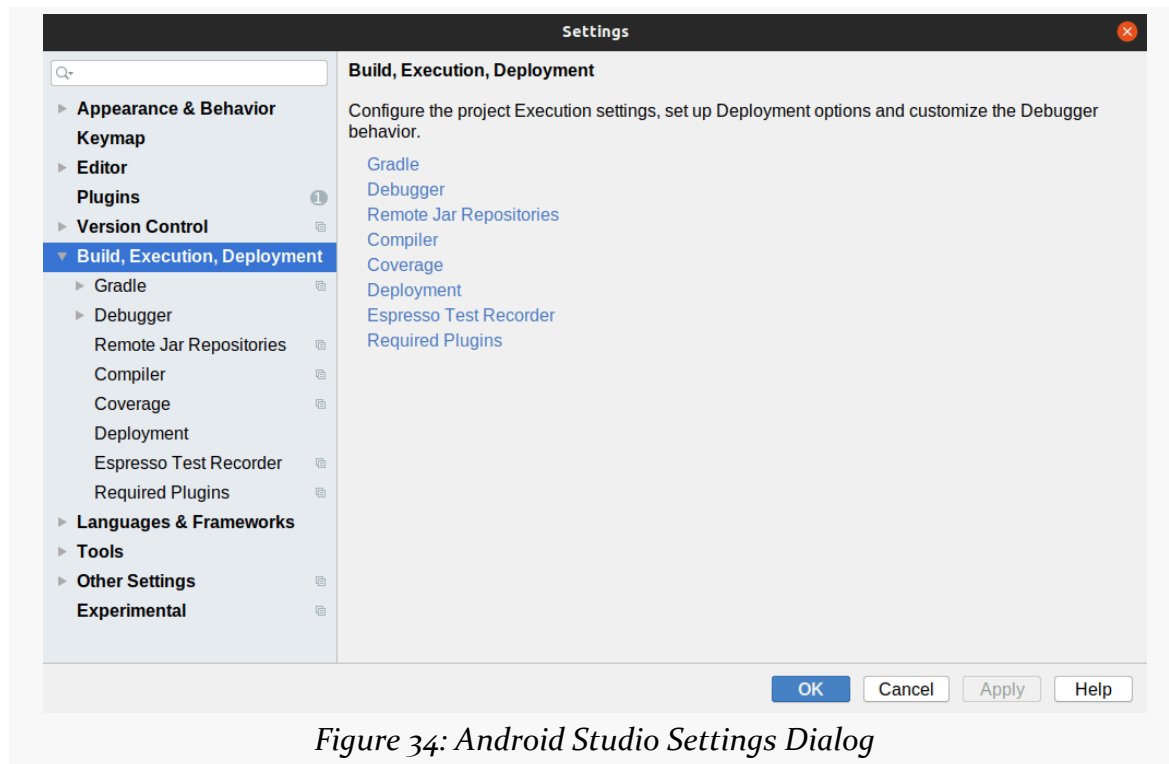 Settings
Appearance & Behavior
Keymap
Editor
Plugins
1
Version Control
Build, Execution, Deployment
Gradle
Debugger
Remote Jar Repositories
Compiler
Coverage
Deployment
Espresso Test Recorder
Required Plugins
Languages & Frameworks
Tools
Other Settings
Experimental
Build, Execution, Deployment
Configure the project Execution settings, set up Deployment options and customize the Debugger
behavior.
Gradle
Debugger
Remote Jar Repositories
Compiler
Coverage
Deployment
Espresso Test Recorder
Required Plugins
OK Cancel Apply Help
Figure 34: Android Studio Settings Dialog